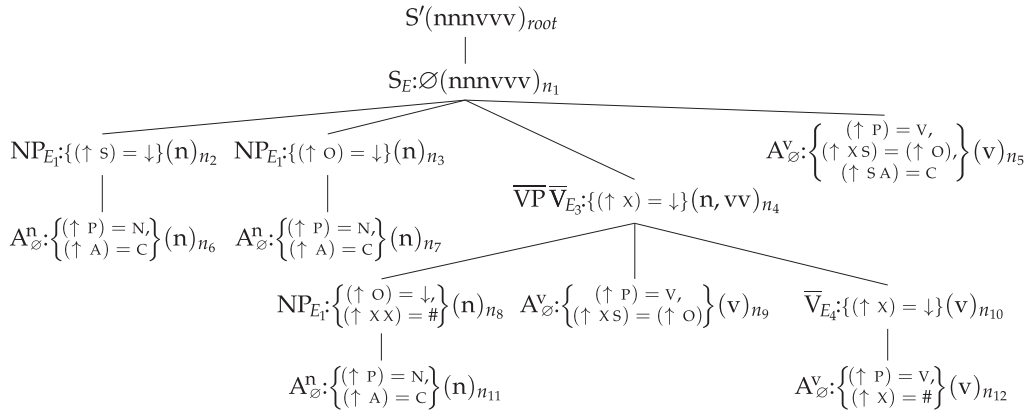 S′(nnnvvv)root
S_E:∅(nnnvvv)n₁
NP_E₁:{(↑ S) = ↓}(n)n₂ NP_E₁:{(↑ O) = ↓}(n)n₃ A^v_∅:{(↑ P) = V, (↑ X S) = (↑ O), (↑ S A) = C}(v)n₅
V̅P̅ V̅_E₃:{(↑ X) = ↓}(n, vv)n₄
A^n_∅:{(↑ P) = N, (↑ A) = C}(n)n₆ A^n_∅:{(↑ P) = N, (↑ A) = C}(n)n₇
NP_E₁:{(↑ O) = ↓, (↑ X X) = #}(n)n₈ A^v_∅:{(↑ P) = V, (↑ X S) = (↑ O)}(v)n₉ V̅_E₄:{(↑ X) = ↓}(v)n₁₀
A^n_∅:{(↑ P) = N, (↑ A) = C}(n)n₁₁ A^v_∅:{(↑ P) = V, (↑ X) = #}(v)n₁₂